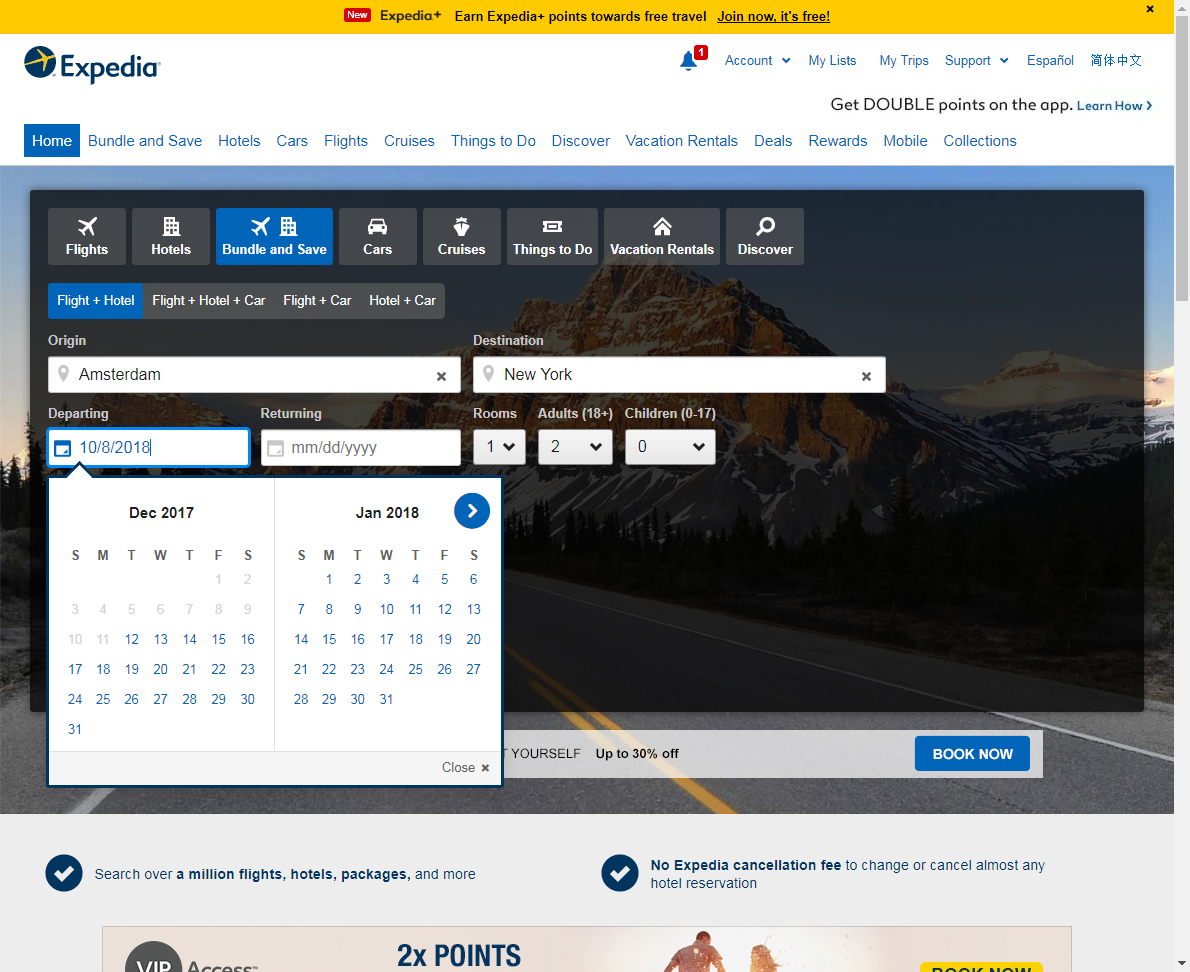 New Expedia+ Earn Expedia+ points towards free travel Join now, it's free!
Expedia
1 Account My Lists My Trips Support Español 简体中文
Get DOUBLE points on the app. Learn How
Home Bundle and Save Hotels Cars Flights Cruises Things to Do Discover Vacation Rentals Deals Rewards Mobile Collections
Flights Hotels Bundle and Save Cars Cruises Things to Do Vacation Rentals Discover
Flight + Hotel Flight + Hotel + Car Flight + Car Hotel + Car
Origin Destination
Amsterdam New York
Departing Returning Rooms Adults (18+) Children (0-17)
10/8/2018 mm/dd/yyyy 1 2 0
Dec 2017 Jan 2018
S M T W T F S S M T W T F S
1 2 1 2 3 4 5 6
3 4 5 6 7 8 9 7 8 9 10 11 12 13
10 11 12 13 14 15 16 14 15 16 17 18 19 20
17 18 19 20 21 22 23 21 22 23 24 25 26 27
24 25 26 27 28 29 30 28 29 30 31
31
T YOURSELF Up to 30% off BOOK NOW
Close
Search over a million flights, hotels, packages, and more
No Expedia cancellation fee to change or cancel almost any
hotel reservation
2x POINTS
VIP Access
BOOK NOW